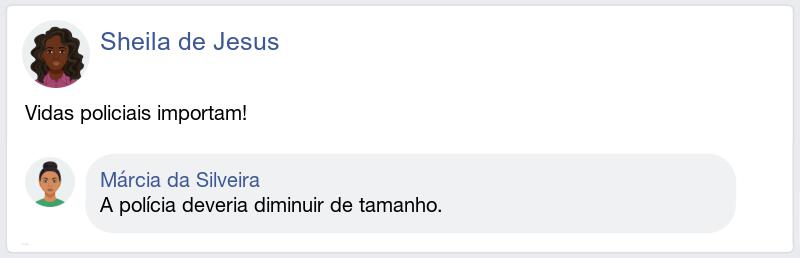 Sheila de Jesus
Vidas policiais importam!
Márcia da Silveira
A polícia deveria diminuir de tamanho.